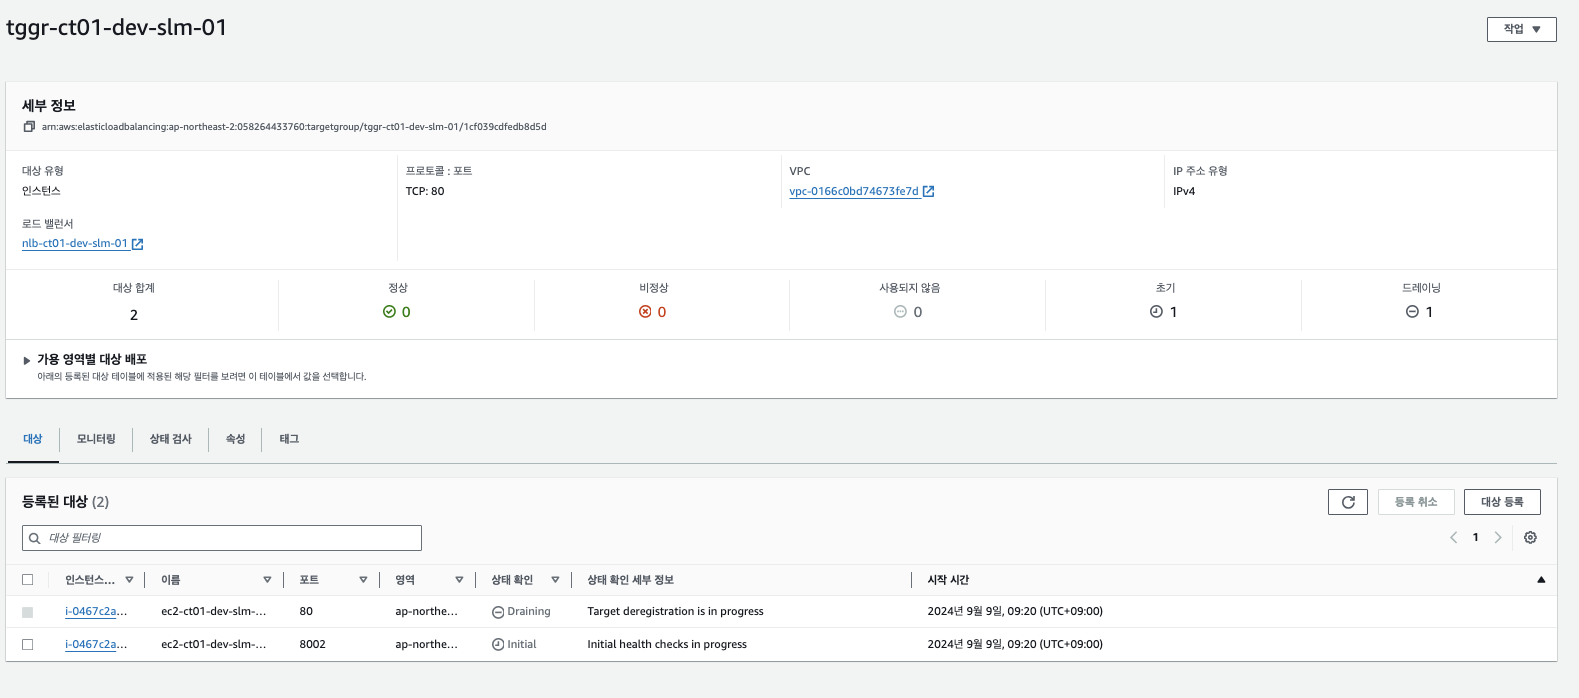 tggr-ct01-dev-slm-01
작업
세부 정보
arn:aws:elasticloadbalancing:ap-northeast-2:058264433760:targetgroup/tggr-ct01-dev-slm-01/1cf039cdfedb8d5d
대상 유형
인스턴스
프로토콜 : 포트
TCP: 80
VPC
vpc-0166c0bd74673fe7d
IP 주소 유형
IPv4
로드 밸런서
nlb-ct01-dev-slm-01
대상 합계 정상 비정상 사용되지 않음 초기 드레이닝
2 0 0 0 1 1
가용 영역별 대상 배포
아래의 등록된 대상 테이블에 적용된 해당 필터를 보려면 이 테이블에서 값을 선택합니다.
대상 모니터링 상태 검사 속성 태그
등록된 대상 (2)
등록 취소 대상 등록
대상 필터링
1
인스턴스... 이름 포트 영역 상태 확인 상태 확인 세부 정보 시작 시간
i-0467c2a... ec2-ct01-dev-slm-... 80 ap-northe... Draining Target deregistration is in progress 2024년 9월 9일, 09:20 (UTC+09:00)
i-0467c2a... ec2-ct01-dev-slm-... 8002 ap-northe... Initial Initial health checks in progress 2024년 9월 9일, 09:20 (UTC+09:00)